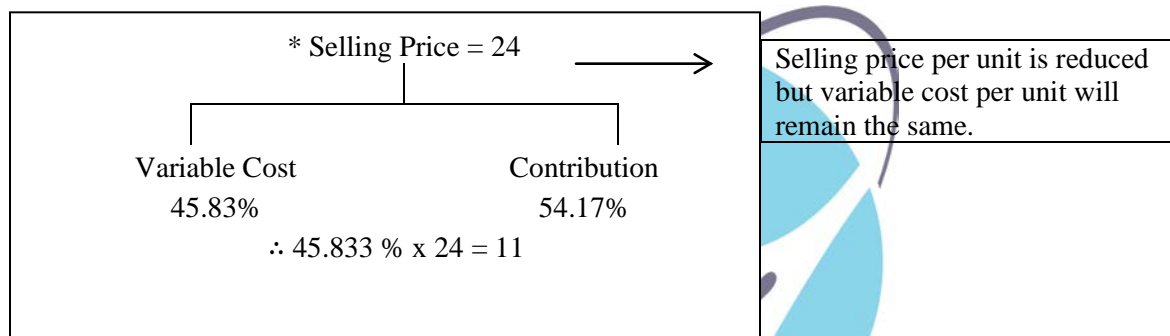 * Selling Price = 24
Selling price per unit is reduced
but variable cost per unit will
remain the same.
Variable Cost Contribution
45.83% 54.17%
∴ 45.833 % x 24 = 11